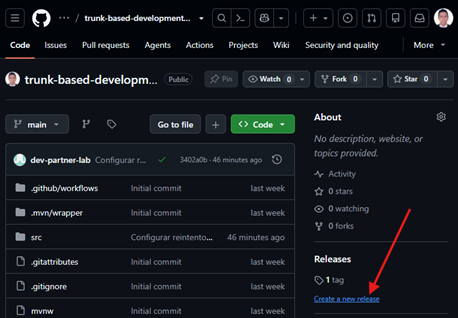 ··· / trunk-based-development...
Code Issues Pull requests Agents Actions Projects Wiki Security and quality More
trunk-based-developm... Public Pin Watch 0 Fork 0 Star 0
main Go to file Code
dev-partner-lab Configurar r... 3402a0b · 46 minutes ago
.github/workflows Initial commit last week
.mvn/wrapper Initial commit last week
src Configurar reintento... 46 minutes ago
.gitattributes Initial commit last week
.gitignore Initial commit last week
mvnw Initial commit last week
About
No description, website, or
topics provided.
Activity
0 stars
0 watching
0 forks
Releases
1 tag
Create a new release